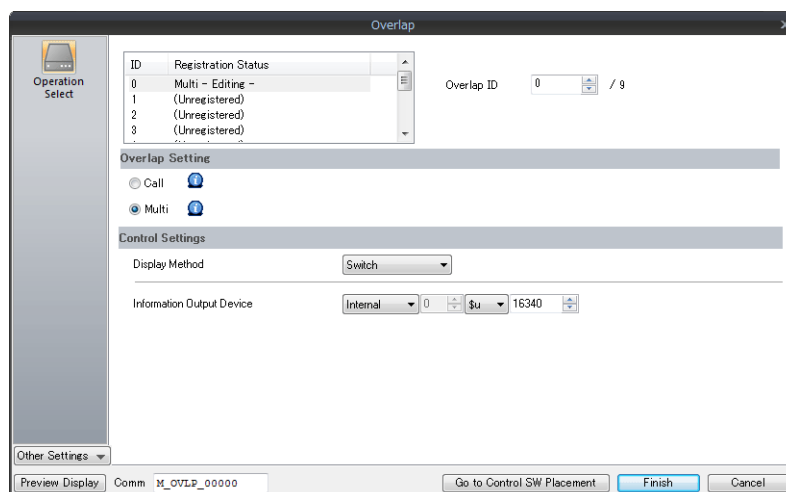 Overlap
Operation
Select
ID Registration Status
0 Multi - Editing -
1 (Unregistered)
2 (Unregistered)
3 (Unregistered)
Overlap ID 0 / 9
Overlap Setting
Call
Multi
Control Settings
Display Method Switch
Information Output Device Internal 0 $u 16340
Other Settings
Preview Display Comm M_OVLP_00000 Go to Control SW Placement Finish Cancel